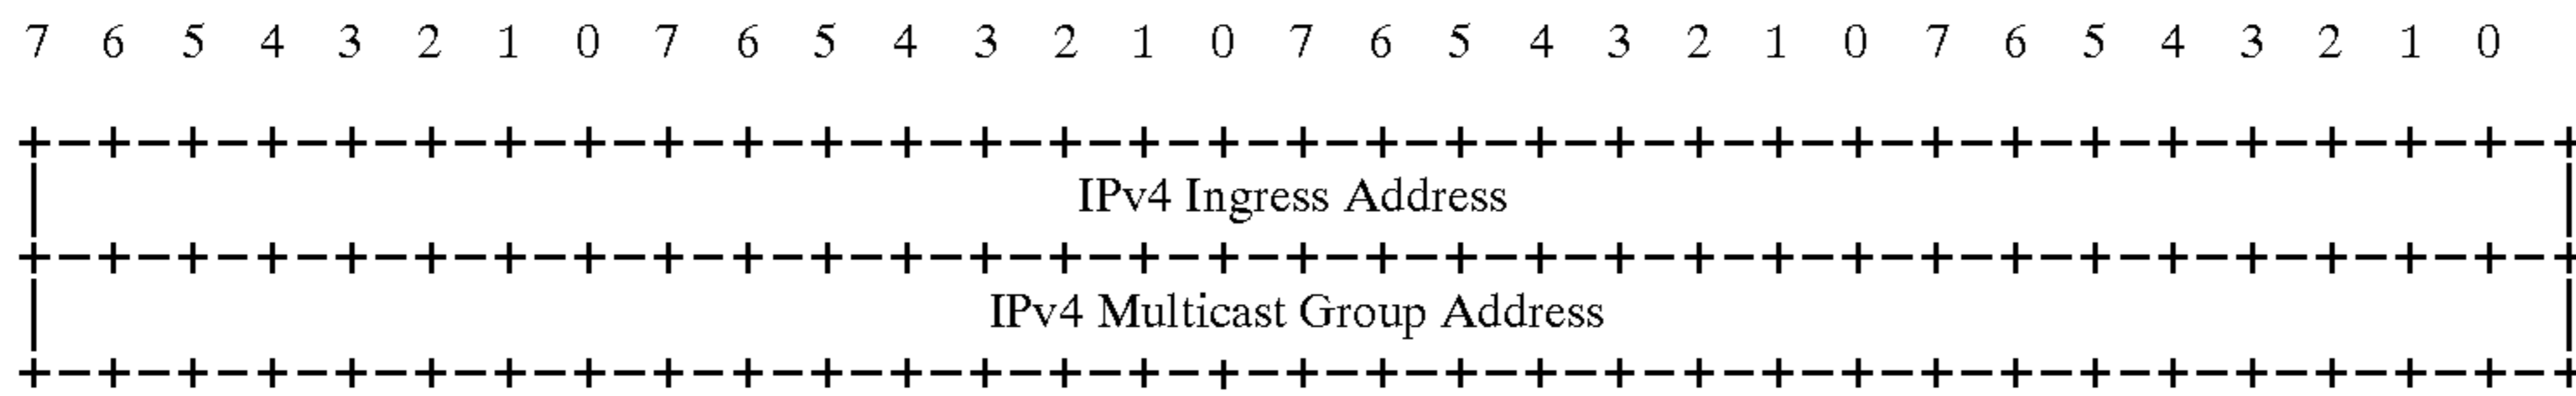 7 6 5 4 3 2 1 0 7 6 5 4 3 2 1 0 7 6 5 4 3 2 1 0 7 6 5 4 3 2 1 0
+-+-+-+-+-+-+-+-+-+-+-+-+-+-+-+-+-+-+-+-+-+-+-+-+-+-+-+-+-+-+-+-+
| IPv4 Ingress Address |
+-+-+-+-+-+-+-+-+-+-+-+-+-+-+-+-+-+-+-+-+-+-+-+-+-+-+-+-+-+-+-+-+
| IPv4 Multicast Group Address |
+-+-+-+-+-+-+-+-+-+-+-+-+-+-+-+-+-+-+-+-+-+-+-+-+-+-+-+-+-+-+-+-+